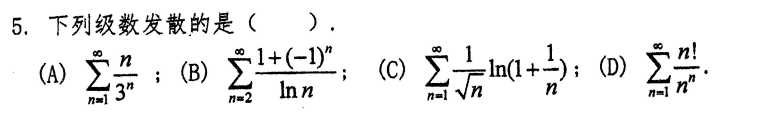 5. 下列级数发散的是（　　）.
(A) $\sum_{n=1}^{\infty}\frac{n}{3^n}$ ; (B) $\sum_{n=2}^{\infty}\frac{1+(-1)^n}{\ln n}$; (C) $\sum_{n=1}^{\infty}\frac{1}{\sqrt{n}}\ln(1+\frac{1}{n})$; (D) $\sum_{n=1}^{\infty}\frac{n!}{n^n}$.